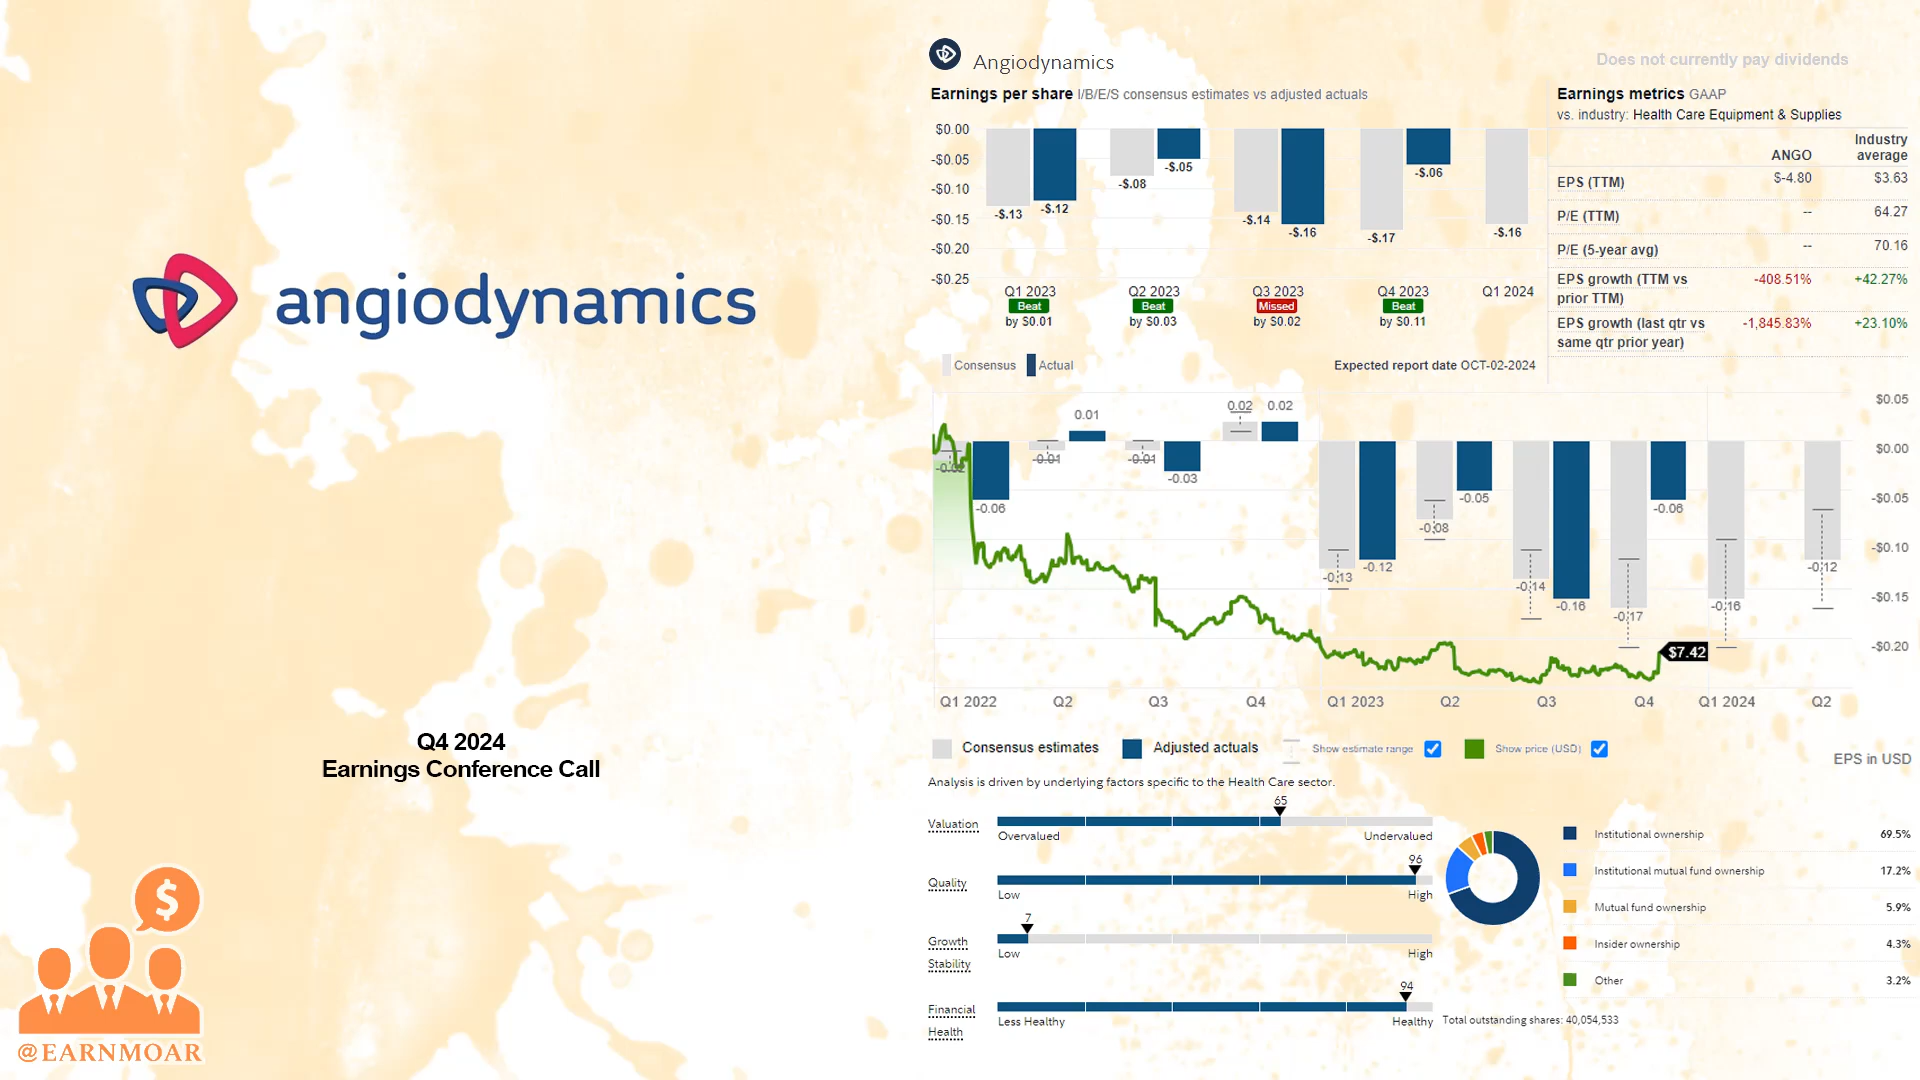 angiodynamics
Q4 2024
Earnings Conference Call
$
@EARNMOAR
Angiodynamics
Does not currently pay dividends
Earnings per share I/B/E/S consensus estimates vs adjusted actuals
$0.00
-$0.05
-$0.10
-$0.15
-$0.20
-$0.25
-$.13
-$.12
-$.08
-$.05
-$.14
-$.16
-$.17
-$.06
-$.16
Q1 2023
Beat
by $0.01
Q2 2023
Beat
by $0.03
Q3 2023
Missed
by $0.02
Q4 2023
Beat
by $0.11
Q1 2024
Consensus
Actual
Expected report date OCT-02-2024
Earnings metrics GAAP
vs. industry: Health Care Equipment & Supplies
ANGO
Industry
average
EPS (TTM) $-4.80 $3.63
P/E (TTM) -- 64.27
P/E (5-year avg) -- 70.16
EPS growth (TTM vs
prior TTM) -408.51% +42.27%
EPS growth (last qtr vs
same qtr prior year) -1,845.83% +23.10%
$0.05
$0.00
-$0.05
-$0.10
-$0.15
-$0.20
-0.02
-0.06
-0.01
0.01
-0.01
-0.03
0.02
0.02
-0.13
-0.12
-0.08
-0.05
-0.14
-0.16
-0.17
-0.06
-0.16
-0.12
$7.42
Q1 2022
Q2
Q3
Q4
Q1 2023
Q2
Q3
Q4
Q1 2024
Q2
Consensus estimates
Adjusted actuals
Show estimate range
Show price (USD)
EPS in USD
Analysis is driven by underlying factors specific to the Health Care sector.
Valuation
65
Overvalued
Undervalued
Quality
96
Low
High
Growth
Stability
7
Low
High
Financial
Health
94
Less Healthy
Healthy
Institutional ownership 69.5%
Institutional mutual fund ownership 17.2%
Mutual fund ownership 5.9%
Insider ownership 4.3%
Other 3.2%
Total outstanding shares: 40,054,533